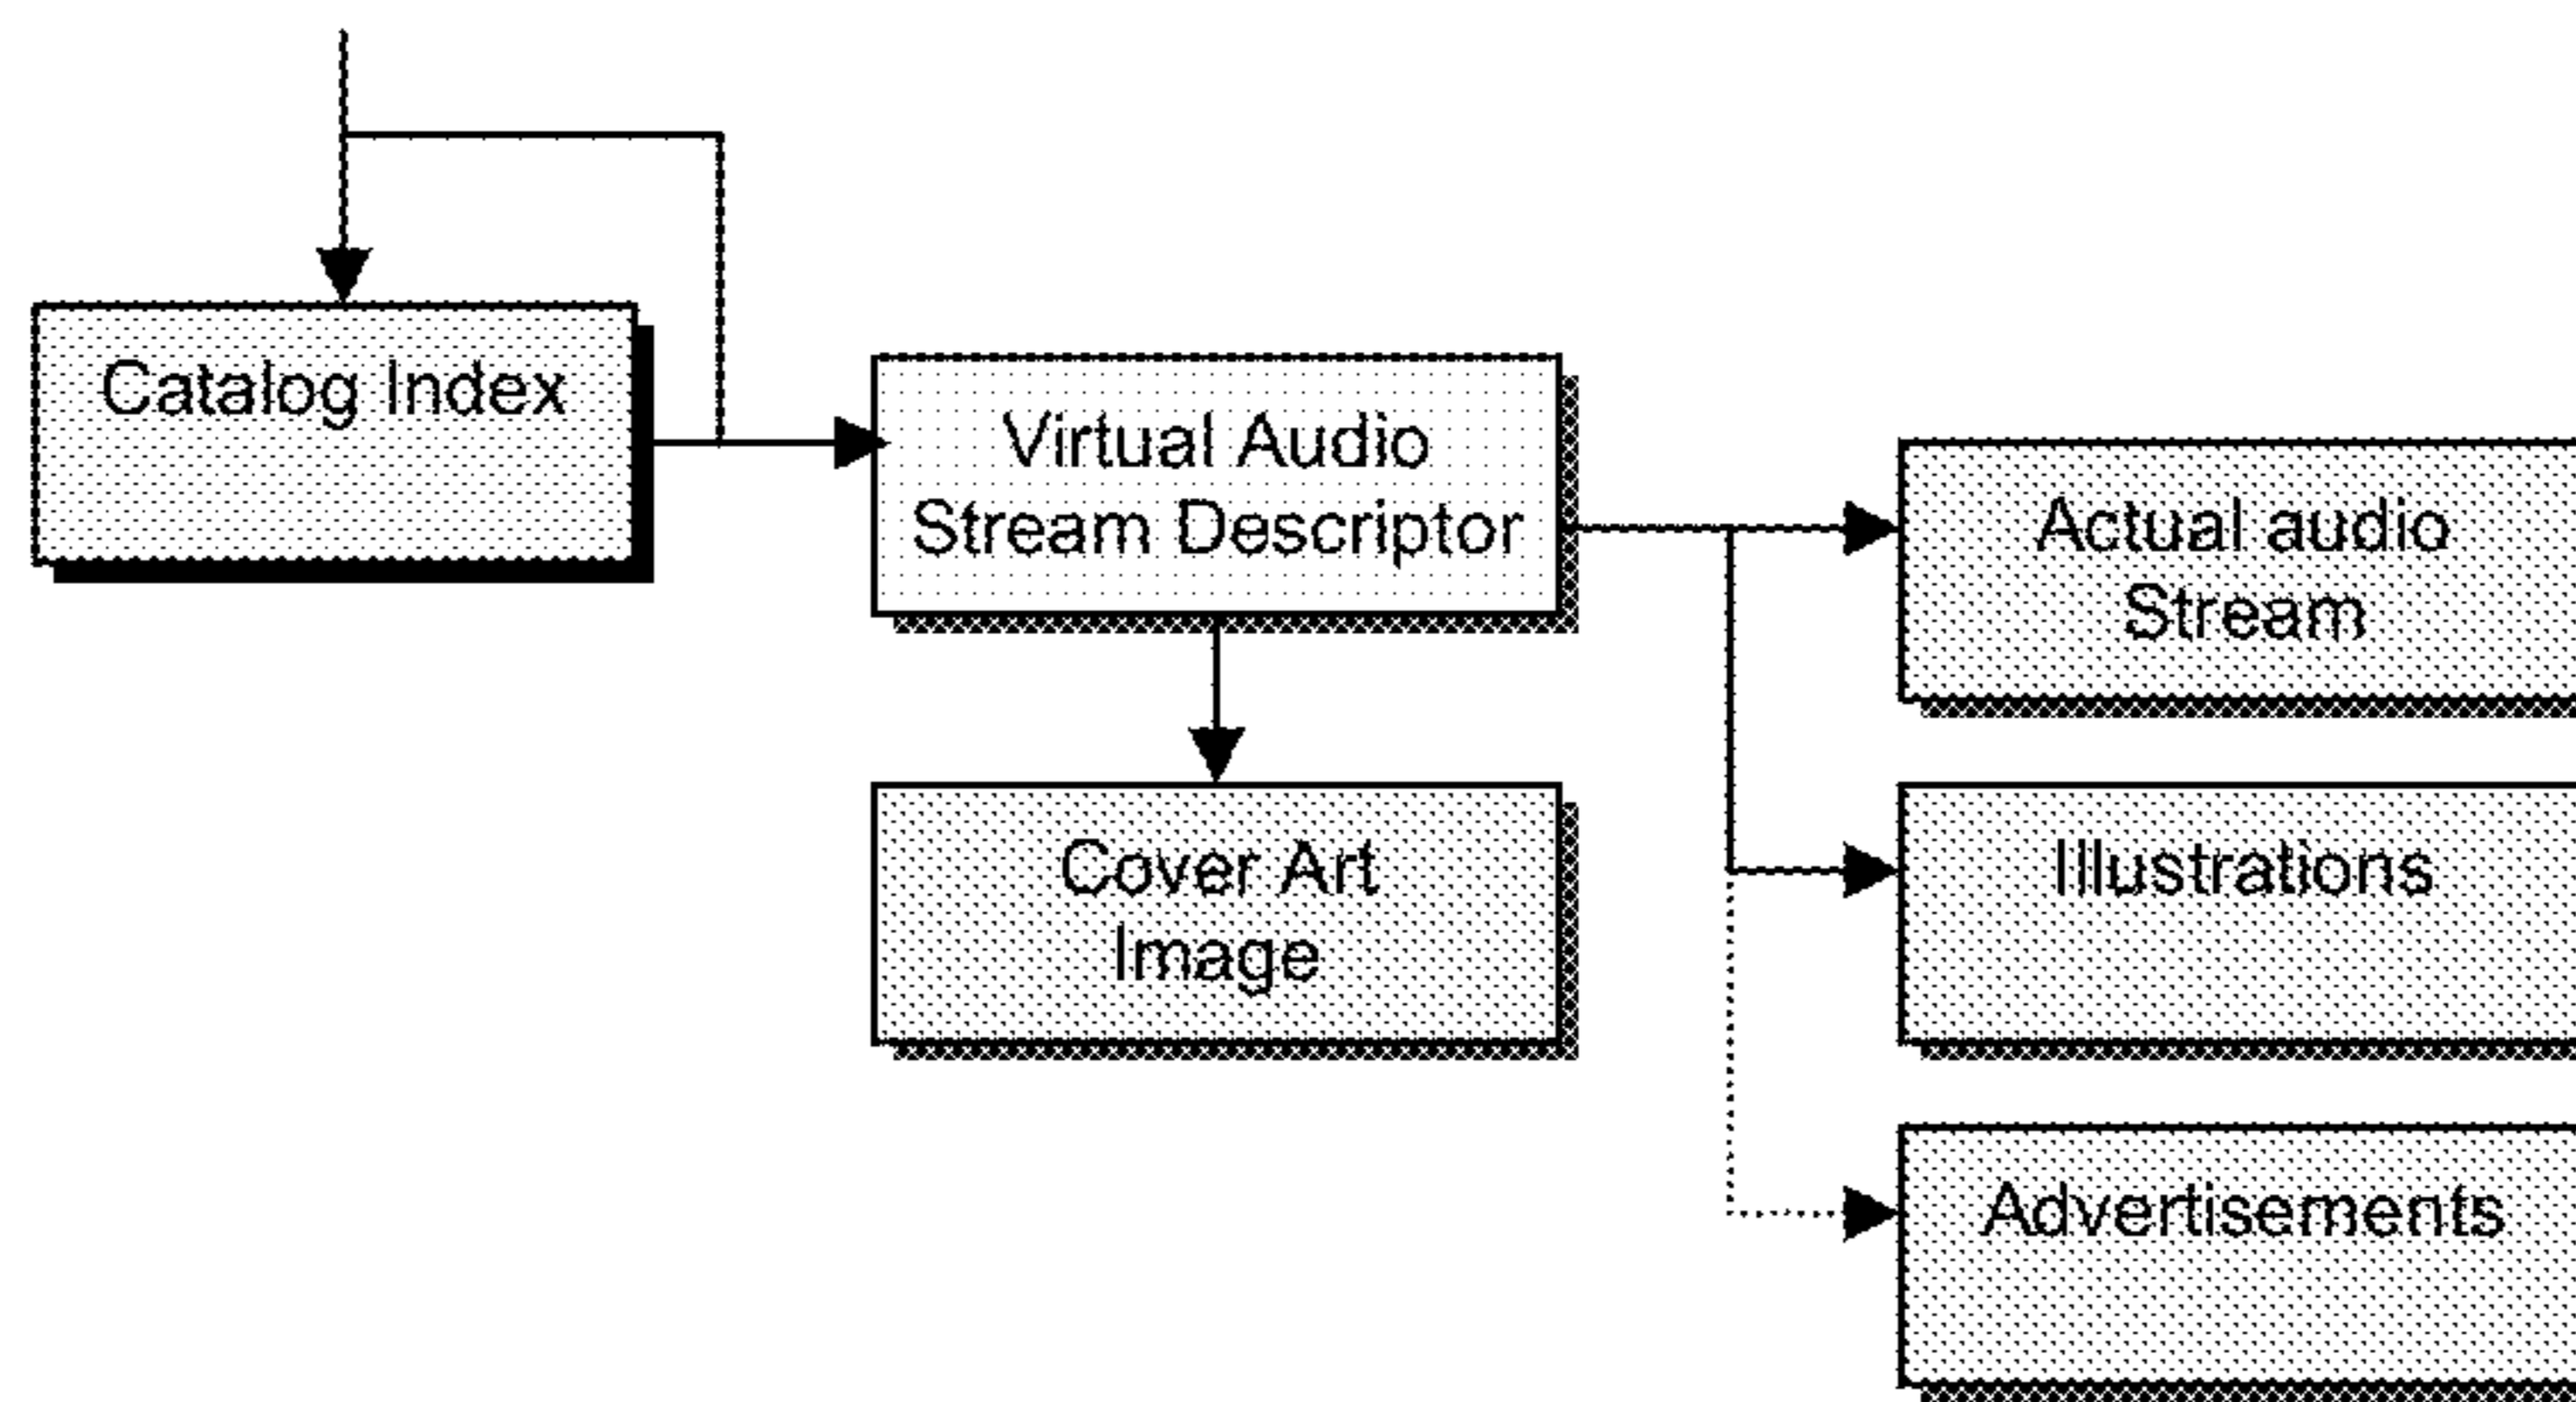 Catalog Index
Virtual Audio
Stream Descriptor
Actual audio
Stream
Cover Art
Image
Illustrations
Advertisements